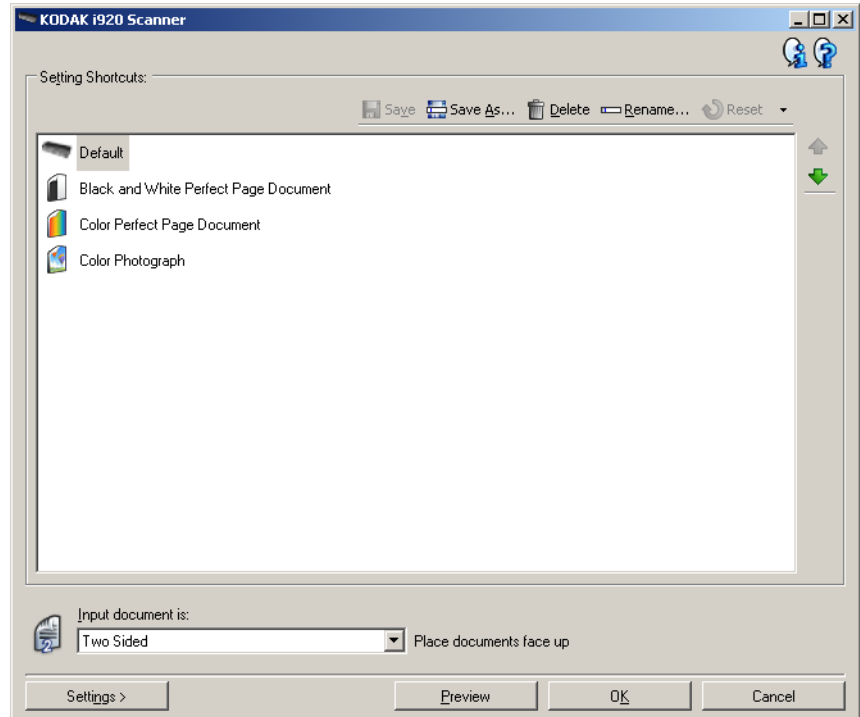 KODAK i920 Scanner
Setting Shortcuts:
Save Save As... Delete Rename... Reset
Default
Black and White Perfect Page Document
Color Perfect Page Document
Color Photograph
Input document is:
2 Two Sided Place documents face up
Settings > Preview OK Cancel